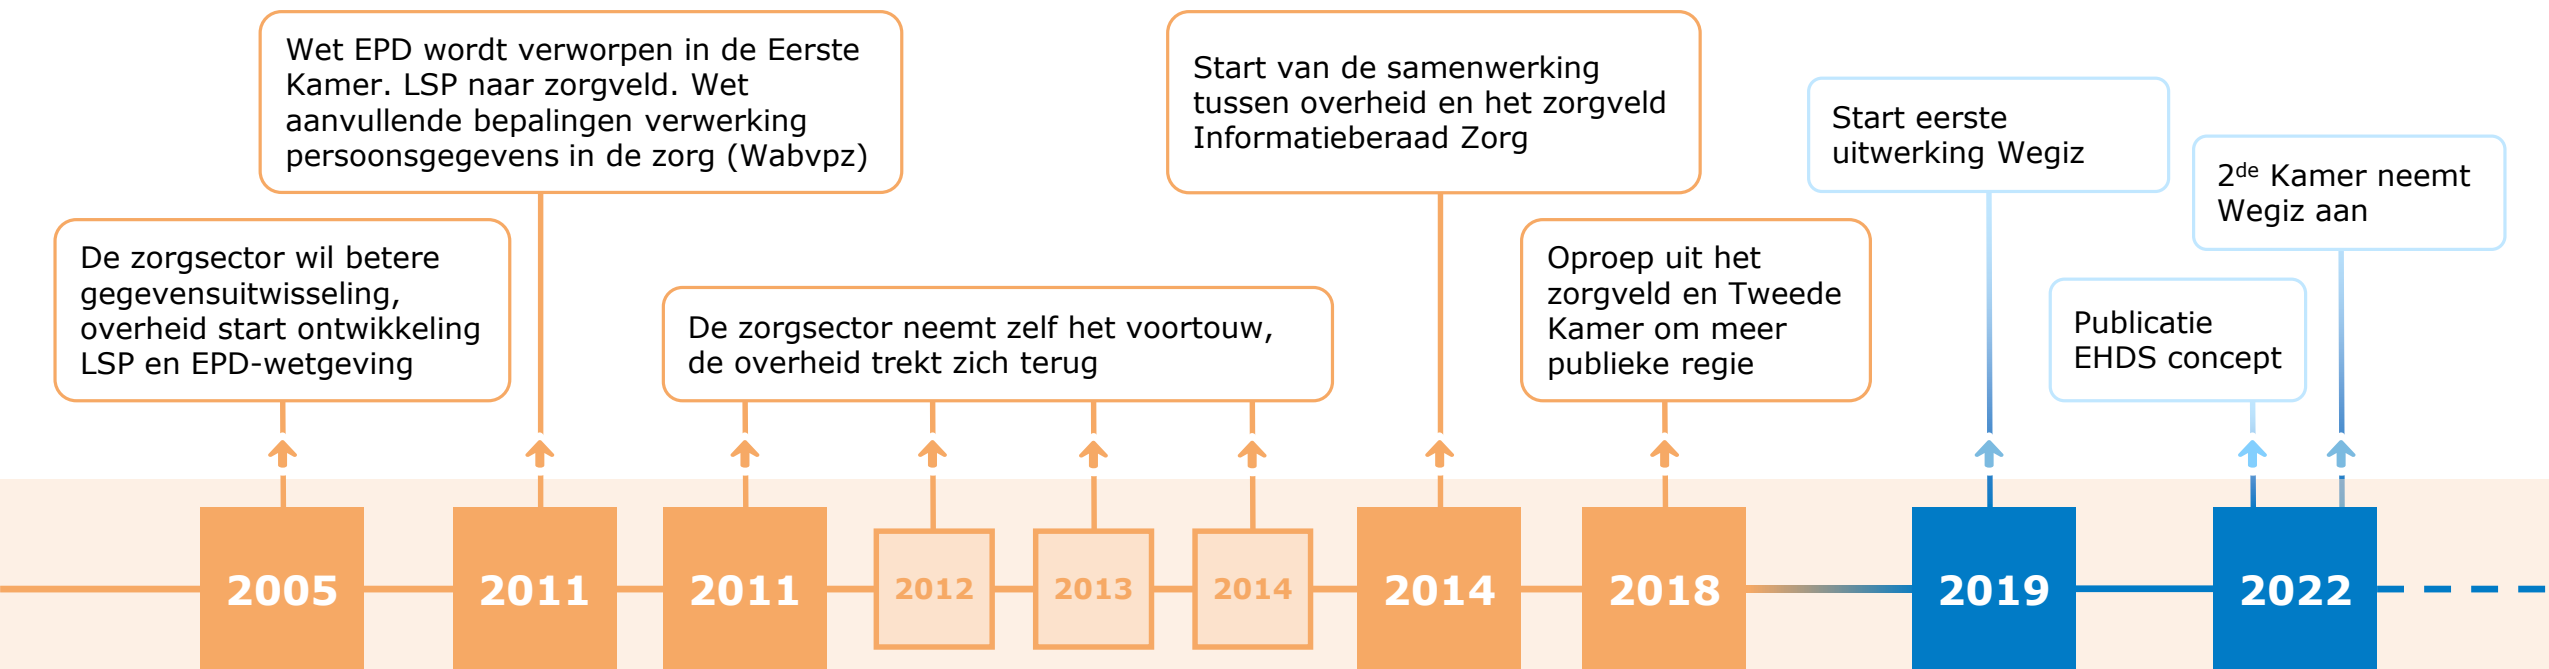 Wet EPD wordt verworpen in de Eerste
Kamer. LSP naar zorgveld. Wet
aanvullende bepalingen verwerking
persoonsgegevens in de zorg (Wabvpz)
Start van de samenwerking
tussen overheid en het zorgveld
Informatieberaad Zorg
Start eerste
uitwerking Wegiz
2de Kamer neemt
Wegiz aan
De zorgsector wil betere
gegevensuitwisseling,
overheid start ontwikkeling
LSP en EPD-wetgeving
De zorgsector neemt zelf het voortouw,
de overheid trekt zich terug
Oproep uit het
zorgveld en Tweede
Kamer om meer
publieke regie
Publicatie
EHDS concept
2005
2011
2011
2012
2013
2014
2014
2018
2019
2022